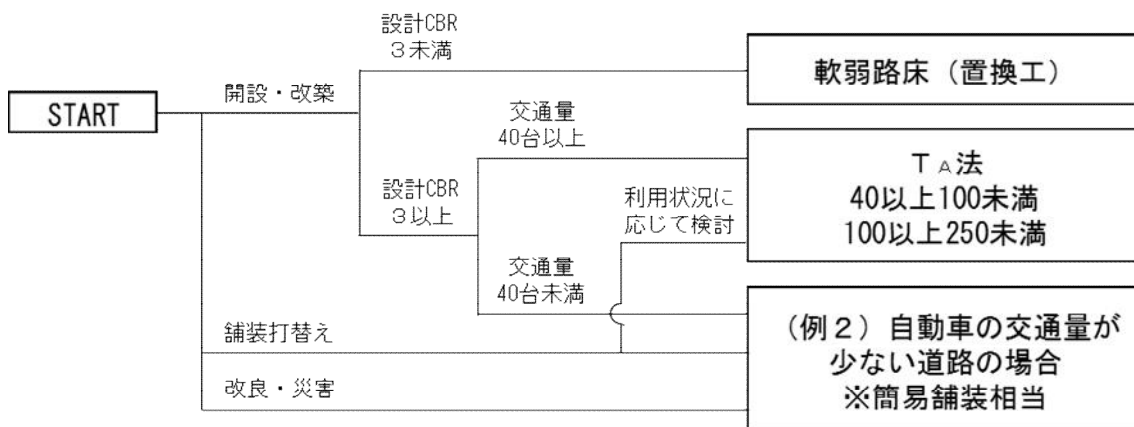 START
開設・改築
設計CBR
３未満
軟弱路床（置換工）
設計CBR
３以上
交通量
40台以上
ＴA法
40以上100未満
100以上250未満
利用状況に
応じて検討
交通量
40台未満
舗装打替え
改良・災害
（例２）自動車の交通量が
少ない道路の場合
※簡易舗装相当